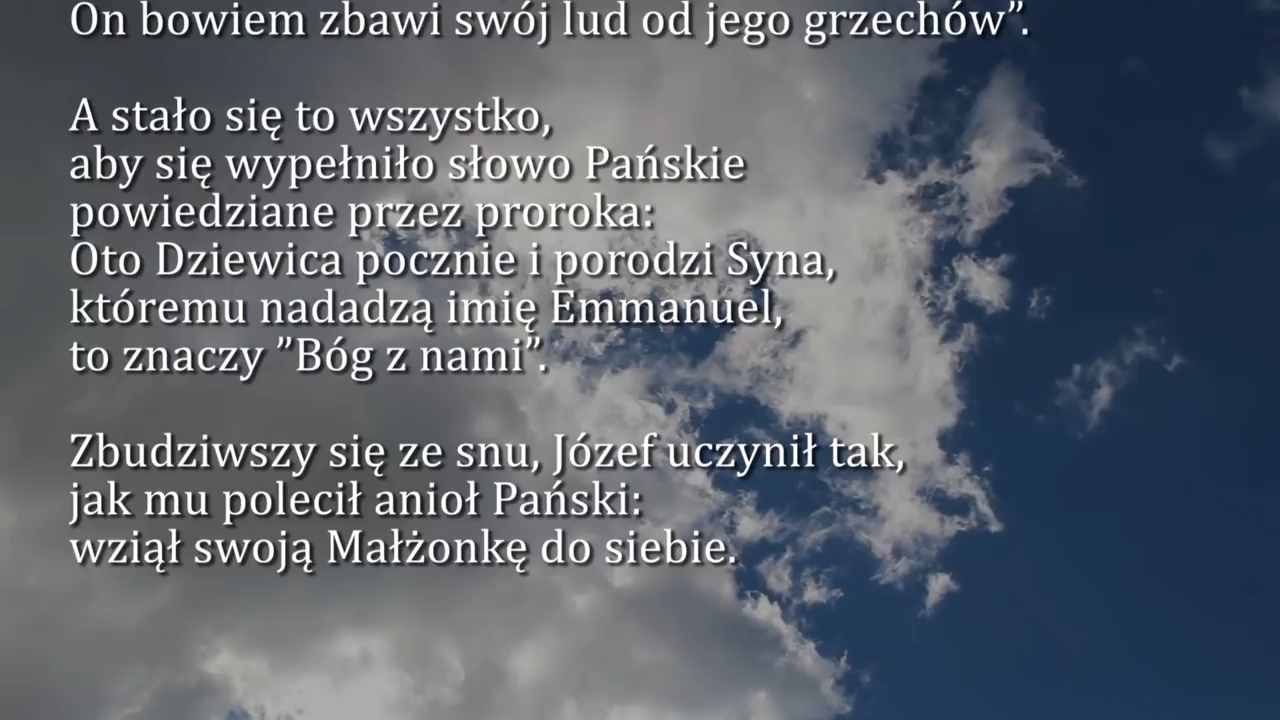 On bowiem zbawi swój lud od jego grzechów”.
A stało się to wszystko,
aby się wypełniło słowo Pańskie
powiedziane przez proroka:
Oto Dziewica pocznie i porodzi Syna,
któremu nadadzą imię Emmanuel,
to znaczy ”Bóg z nami”.
Zbudziwszy się ze snu, Józef uczynił tak,
jak mu polecił anioł Pański:
wziął swoją Małżonkę do siebie.